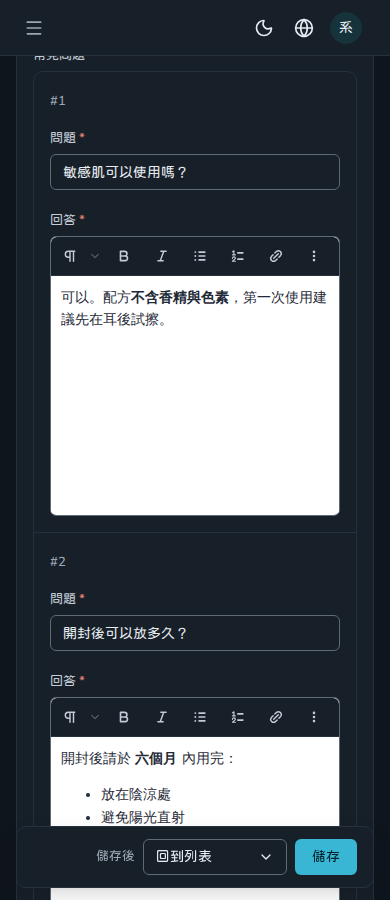 系
常見問題
#1
問題 *
敏感肌可以使用嗎？
回答 *
B I
可以。配方不含香精與色素，第一次使用建
議先在耳後試擦。
#2
問題 *
開封後可以放多久？
回答 *
B I
開封後請於 六個月 內用完：
• 放在陰涼處
• 避免陽光直射
儲存後 回到列表 儲存